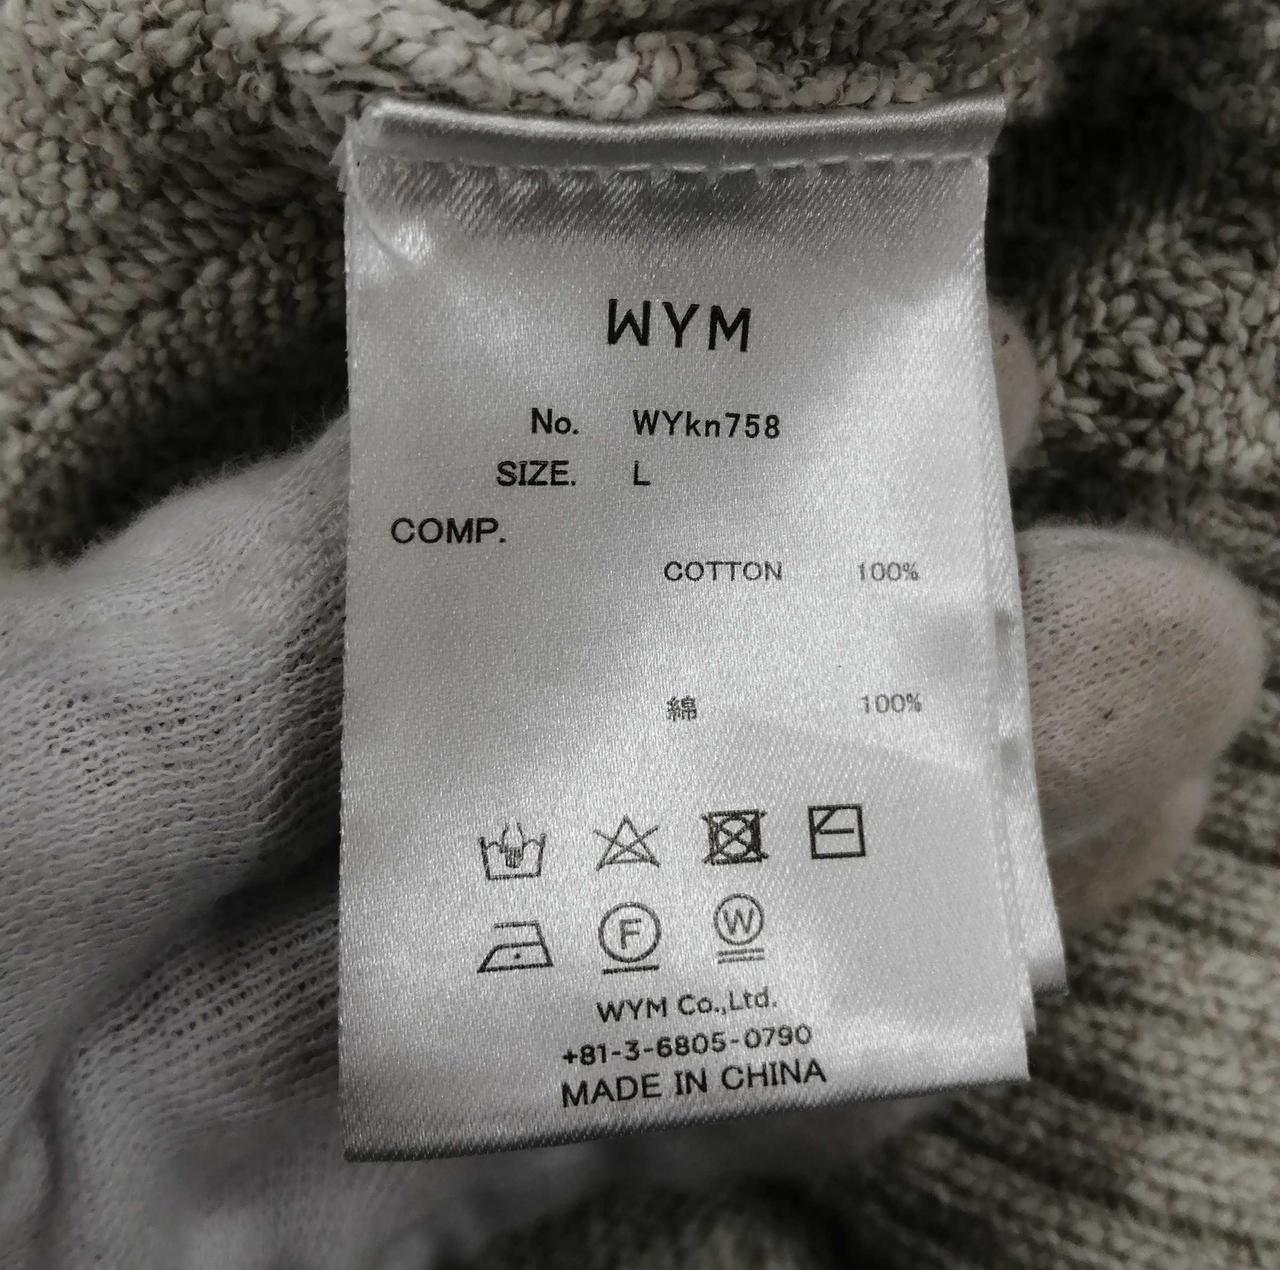 WYM
No. WYkn758
SIZE. L
COMP.
COTTON 100%
綿 100%
F W
WYM Co.,Ltd.
+81-3-6805-0790
MADE IN CHINA